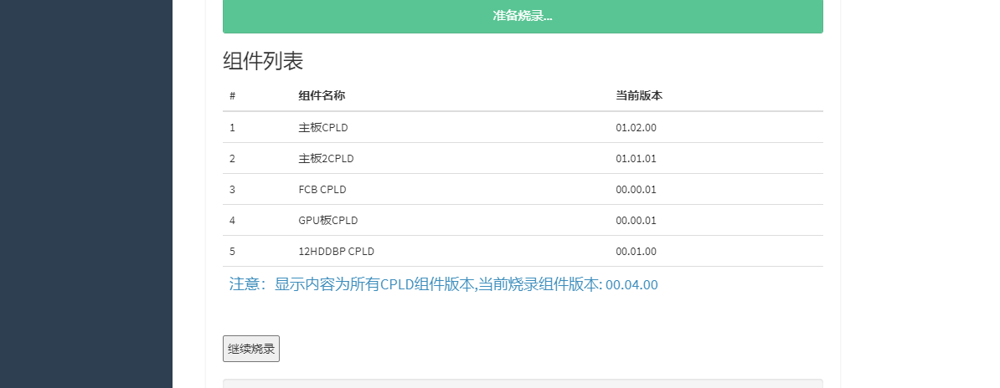 准备烧录...
组件列表
# 组件名称 当前版本
1 主板CPLD 01.02.00
2 主板2CPLD 01.01.01
3 FCB CPLD 00.00.01
4 GPU板CPLD 00.00.01
5 12HDDBP CPLD 00.01.00
注意：显示内容为所有CPLD组件版本,当前烧录组件版本: 00.04.00
继续烧录